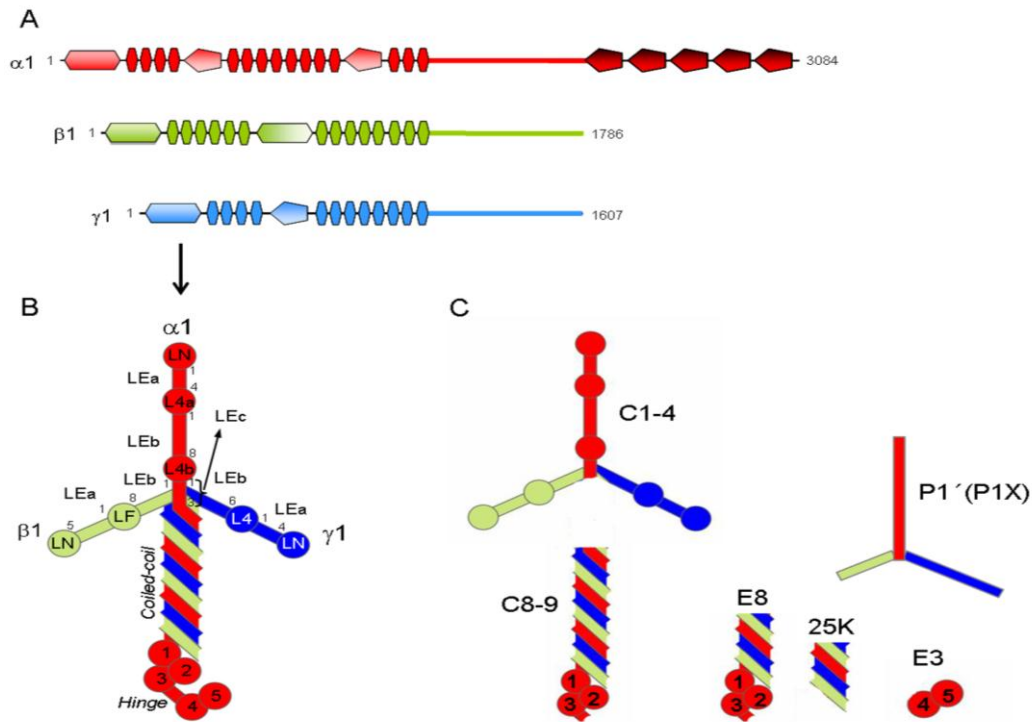 A
α1 1 3084
β1 1 1786
γ1 1 1607
B
α1
LN
1
LEa
4
L4a
1
LEc
LEb
8
L4b
LEb 1 1 LEb
LEa 8 3 6 LEa
β1 5 1 LF L4 1 4 γ1
LN LN
Coiled-coil
1
3 2
5
Hinge 4
C
C1-4
P1´(P1X)
C8-9
1
3 2
E8
1
3 2
25K
E3
4 5